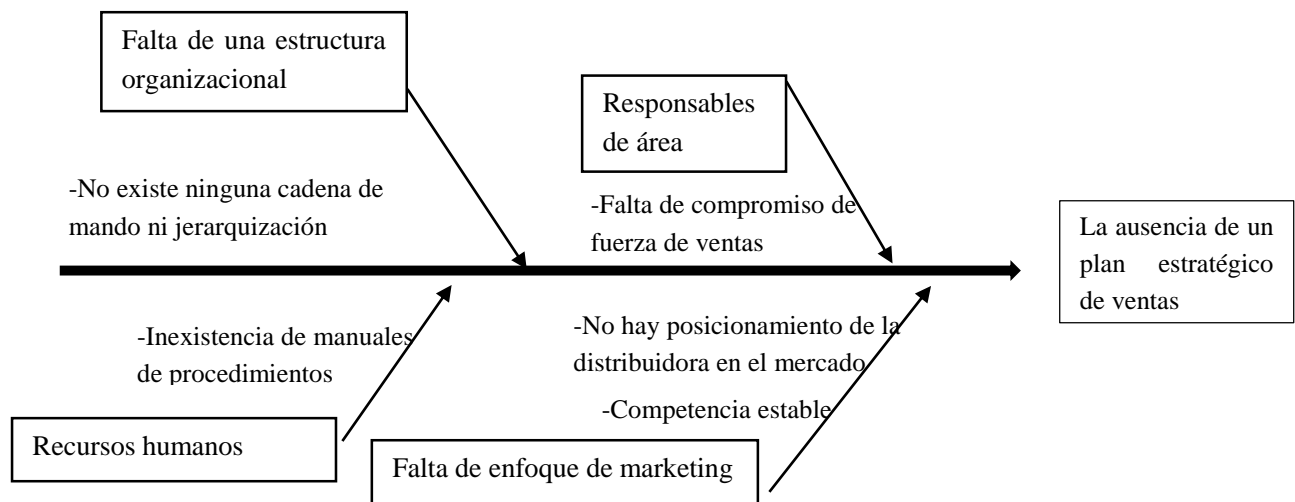 Falta de una estructura
organizacional
Responsables
de área
-No existe ninguna cadena de
mando ni jerarquización
-Falta de compromiso de
fuerza de ventas
La ausencia de un
plan estratégico
de ventas
-Inexistencia de manuales
de procedimientos
-No hay posicionamiento de la
distribuidora en el mercado
-Competencia estable
Recursos humanos
Falta de enfoque de marketing